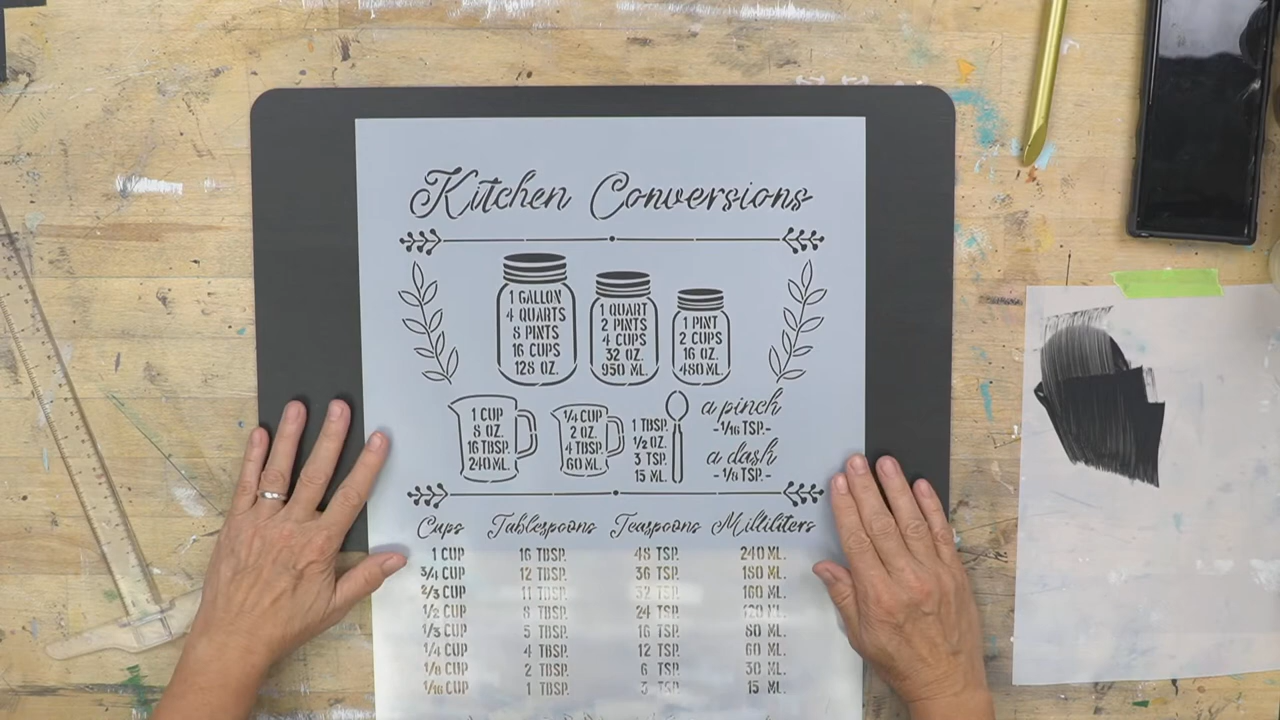 Kitchen Conversions
1 GALLON
4 QUARTS
8 PINTS
16 CUPS
128 OZ.
1 QUART
2 PINTS
4 CUPS
32 OZ.
950 ML.
1 PINT
2 CUPS
16 OZ.
480 ML.
1 CUP
8 OZ.
16 TBSP.
240 ML.
1/4 CUP
2 OZ.
4 TBSP.
60 ML.
1 TBSP.
1/2 OZ.
3 TSP.
15 ML.
a pinch
-1/16 TSP.-
a dash
-1/8 TSP.-
Cups Tablespoons Teaspoons Milliliters
1 CUP 16 TBSP. 48 TSP. 240 ML.
3/4 CUP 12 TBSP. 36 TSP. 180 ML.
2/3 CUP 11 TBSP. 32 TSP. 160 ML.
1/2 CUP 8 TBSP. 24 TSP. 120 ML.
1/3 CUP 5 TBSP. 16 TSP. 80 ML.
1/4 CUP 4 TBSP. 12 TSP. 60 ML.
1/8 CUP 2 TBSP. 6 TSP. 30 ML.
1/16 CUP 1 TBSP. 3 TSP. 15 ML.